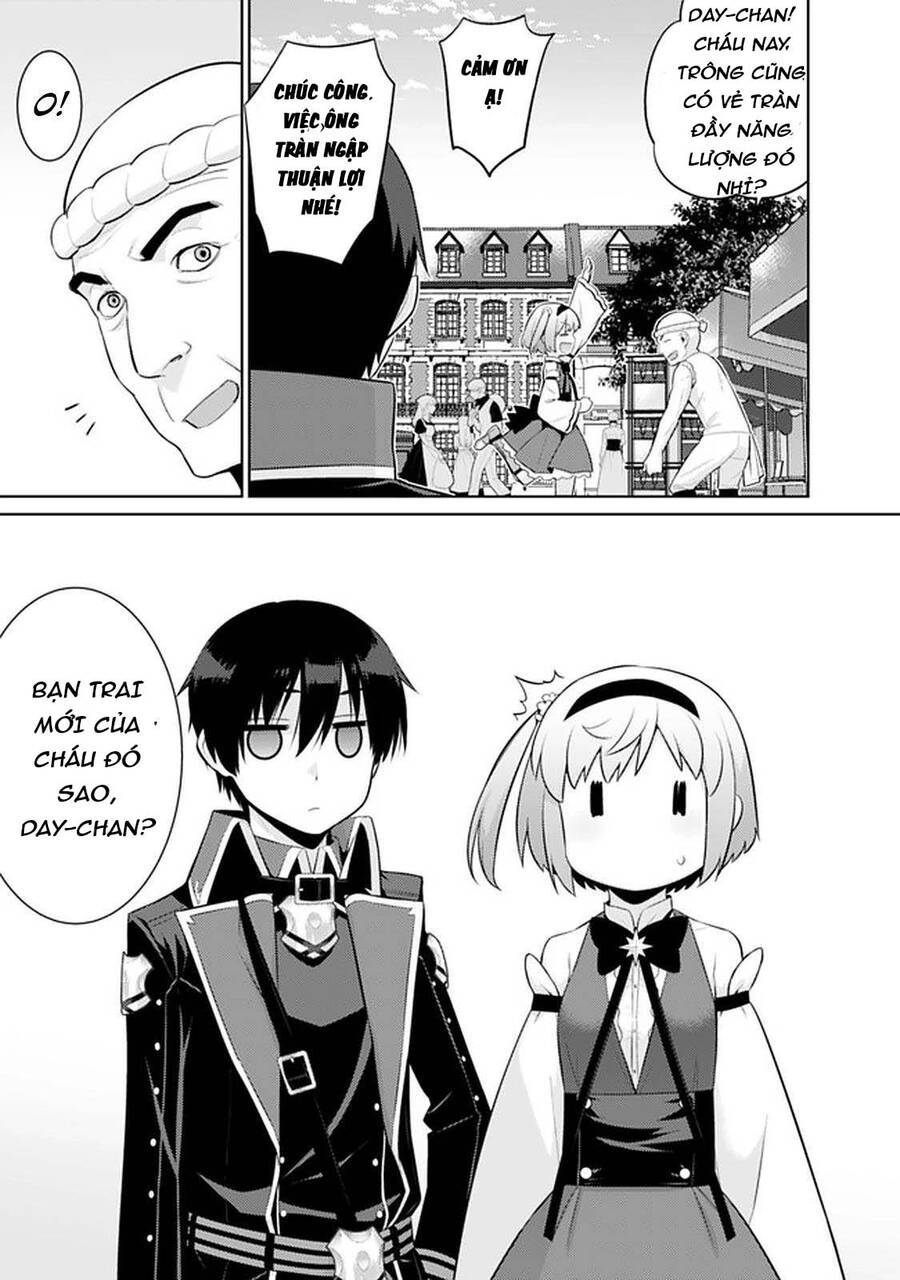 DAY-CHAN!
CHÁU NAY
TRÔNG CŨNG
CÓ VẺ TRÀN
ĐẦY NĂNG
LƯỢNG ĐÓ
NHỈ?
CẢM ƠN
Ạ!
CHÚC CÔNG
VIỆC ÔNG
TRÀN NGẬP
THUẬN LỢI
NHÉ!
O!
BẠN TRAI
MỚI CỦA
CHÁU ĐÓ
SAO,
DAY-CHAN?